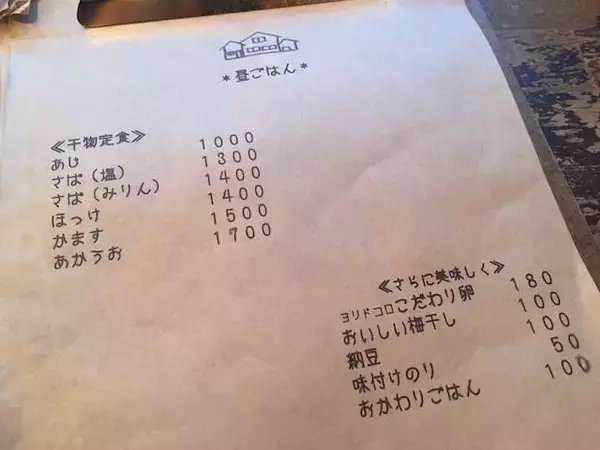 *昼ごはん*
≪干物定食≫
あじ 1000
さば(塩) 1300
さば(みりん) 1400
ほっけ 1400
かます 1500
あかうお 1700
≪さらに美味しく≫
ヨリドコロこだわり卵 180
おいしい梅干し 100
納豆 100
味付けのり 50
おかわりごはん 100